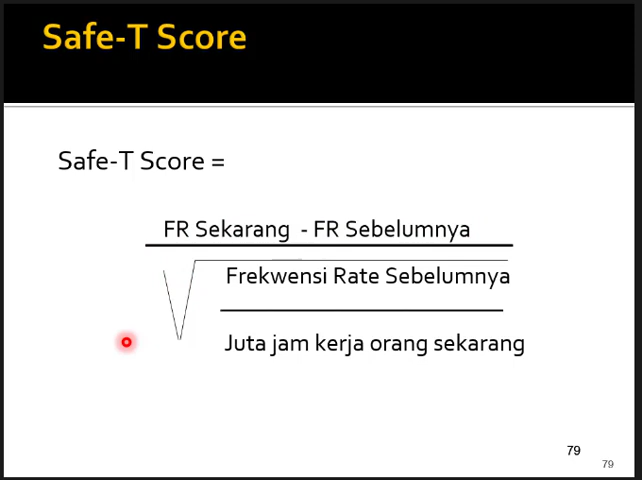 Safe-T Score
Safe-T Score =
FR Sekarang - FR Sebelumnya
Frekwensi Rate Sebelumnya
Juta jam kerja orang sekarang
79
79